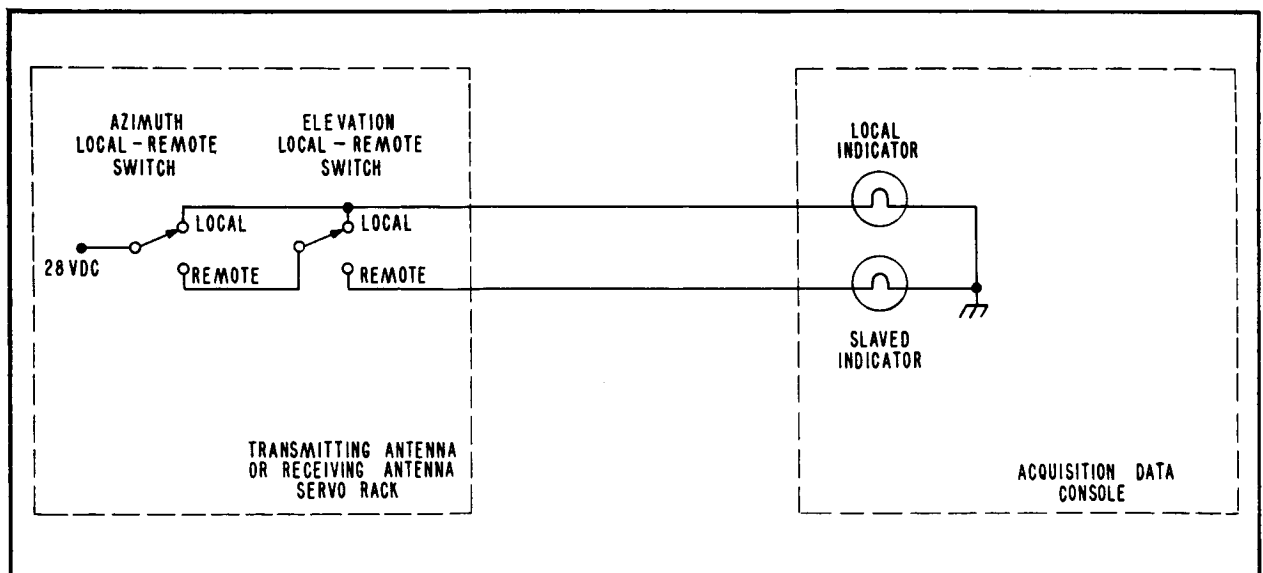 AZIMUTH
LOCAL-REMOTE
SWITCH
ELEVATION
LOCAL-REMOTE
SWITCH
LOCAL
LOCAL
28 VDC
REMOTE
REMOTE
LOCAL
INDICATOR
SLAVED
INDICATOR
TRANSMITTING ANTENNA
OR RECEIVING ANTENNA
SERVO RACK
ACQUISITION DATA
CONSOLE